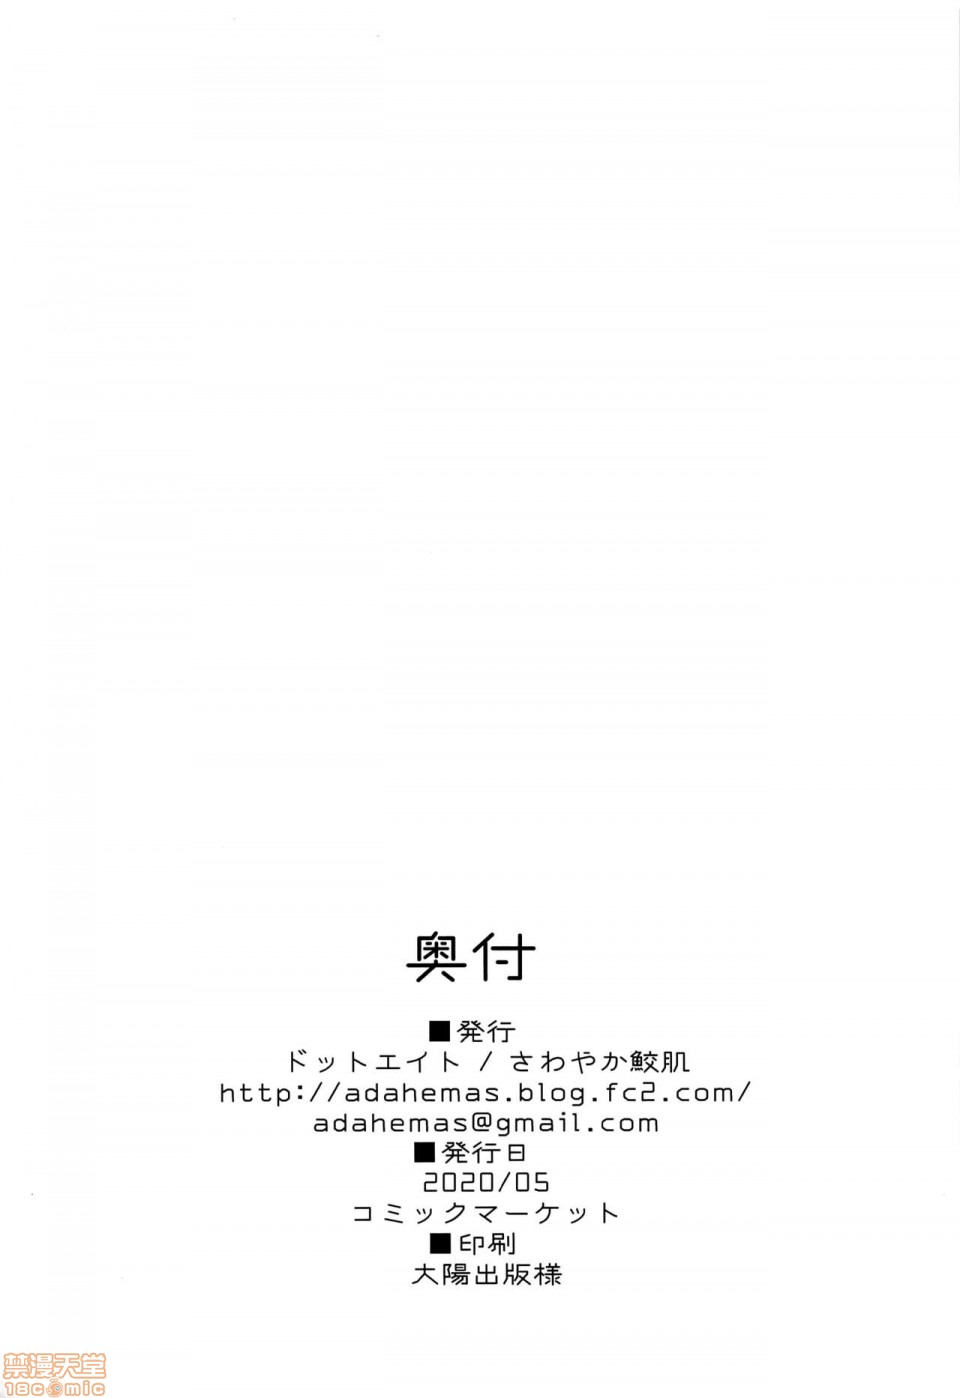 奥付
■発行
ドットエイト / さわやか鮫肌
http://adahemas.blog.fc2.com/
adahemas@gmail.com
■発行日
2020/05
コミックマーケット
■印刷
大陽出版様
禁漫天堂
18comic